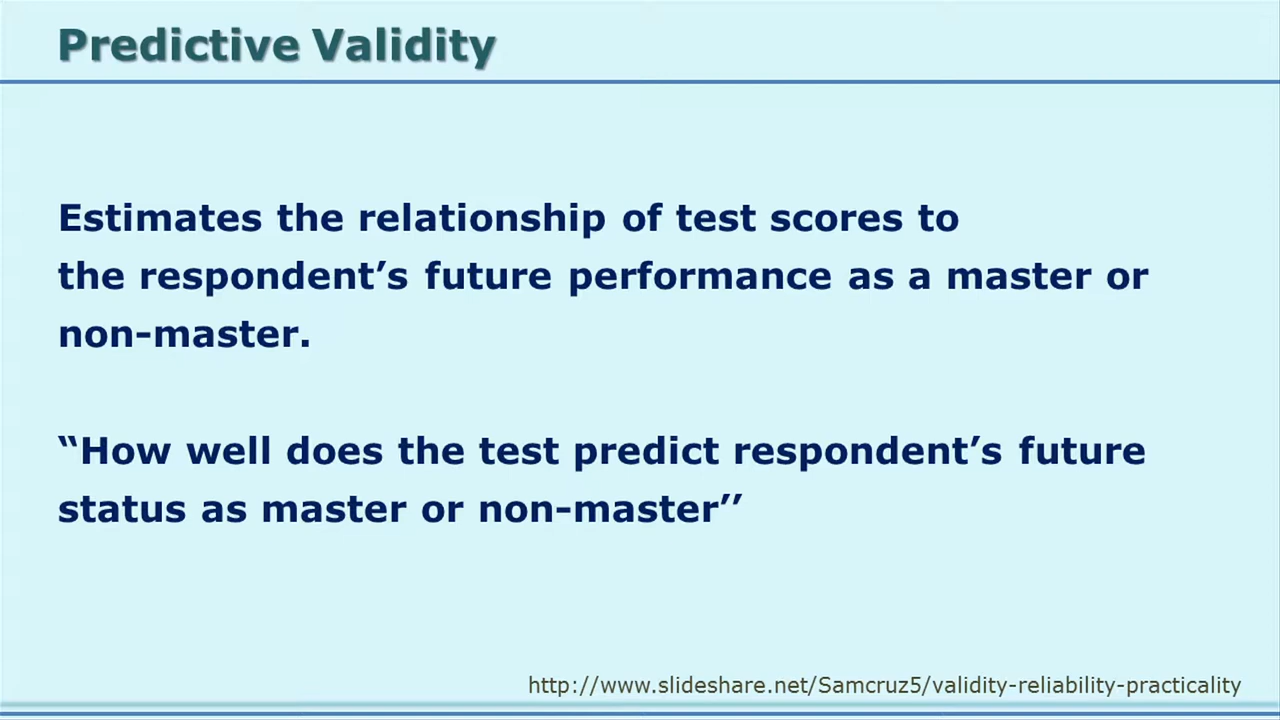 Predictive Validity
Estimates the relationship of test scores to
the respondent’s future performance as a master or
non-master.
“How well does the test predict respondent’s future
status as master or non-master’’
http://www.slideshare.net/Samcruz5/validity-reliability-practicality